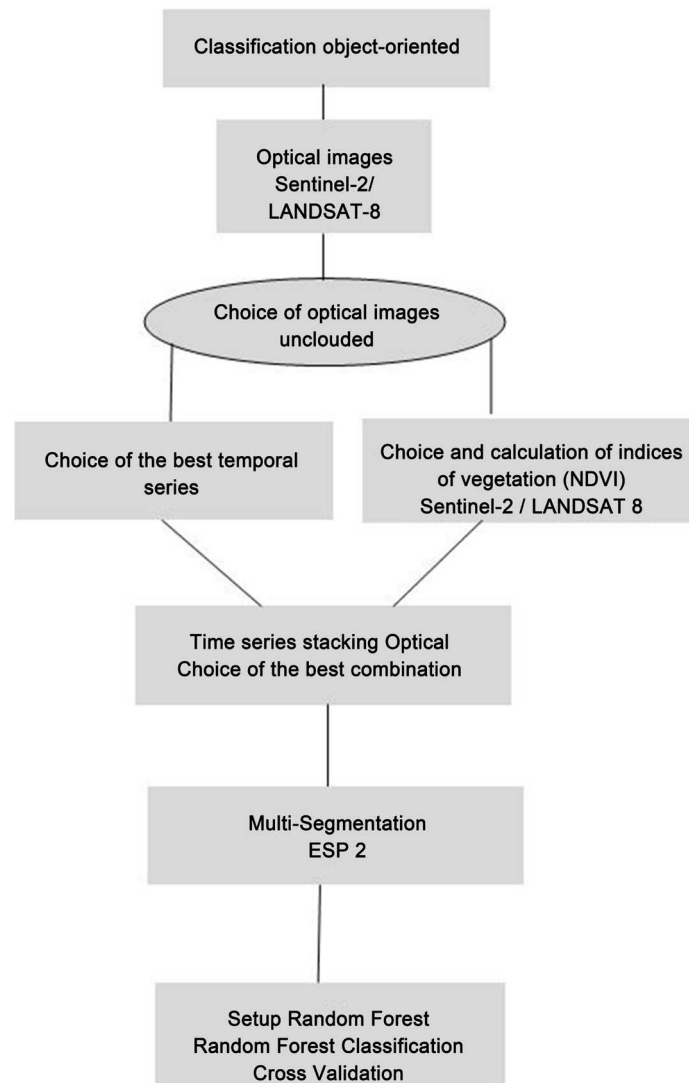 Classification object-oriented
Optical images
Sentinel-2/
LANDSAT-8
Choice of optical images
unclouded
Choice of the best temporal
series
Choice and calculation of indices
of vegetation (NDVI)
Sentinel-2 / LANDSAT 8
Time series stacking Optical
Choice of the best combination
Multi-Segmentation
ESP 2
Setup Random Forest
Random Forest Classification
Cross Validation